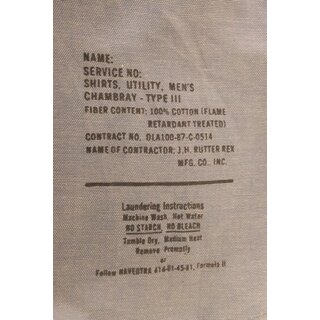 NAME:
SERVICE NO:
SHIRTS, UTILITY, MEN'S
CHAMBRAY - TYPE III
FIBER CONTENT: 100% COTTON (FLAME
RETARDANT TREATED)
CONTRACT NO. DLA100-87-C-0514
NAME OF CONTRACTOR: J.H. RUTTER REX
MFG. CO., INC.
Laundering Instructions
Machine Wash, Hot Water
NO STARCH, NO BLEACH
Tumble Dry, Medium Heat
Remove Promptly
or
Follow NAVEDTRA 414-01-45-81, Formula II